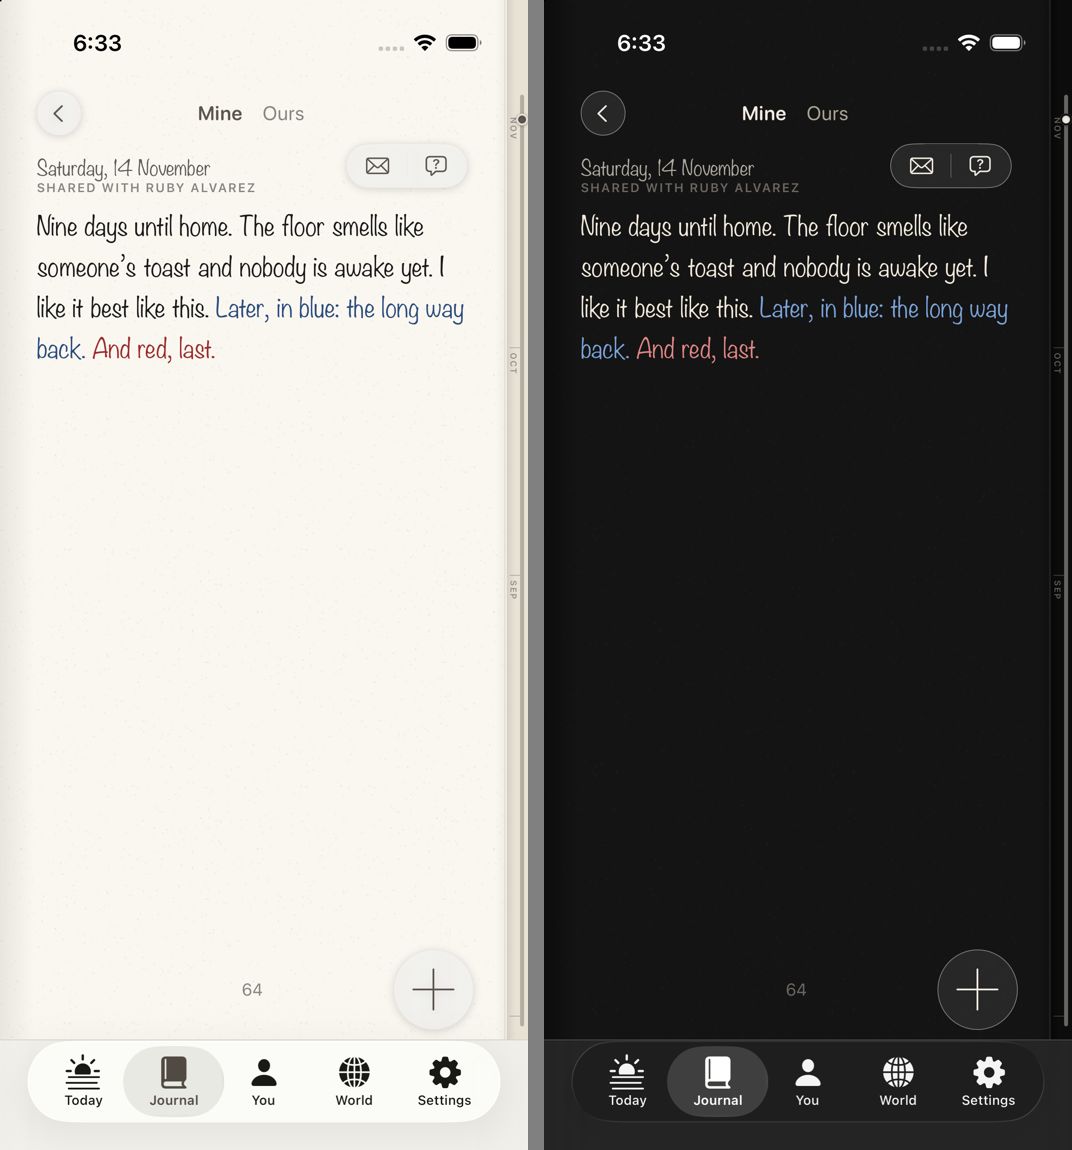 6:33
Mine Ours
Saturday, 14 November
SHARED WITH RUBY ALVAREZ
Nine days until home. The floor smells like
someone’s toast and nobody is awake yet. I
like it best like this. Later, in blue: the long way
back. And red, last.
NOV
OCT
SEP
64
Today Journal You World Settings
6:33
Mine Ours
Saturday, 14 November
SHARED WITH RUBY ALVAREZ
Nine days until home. The floor smells like
someone’s toast and nobody is awake yet. I
like it best like this. Later, in blue: the long way
back. And red, last.
NOV
OCT
SEP
64
Today Journal You World Settings